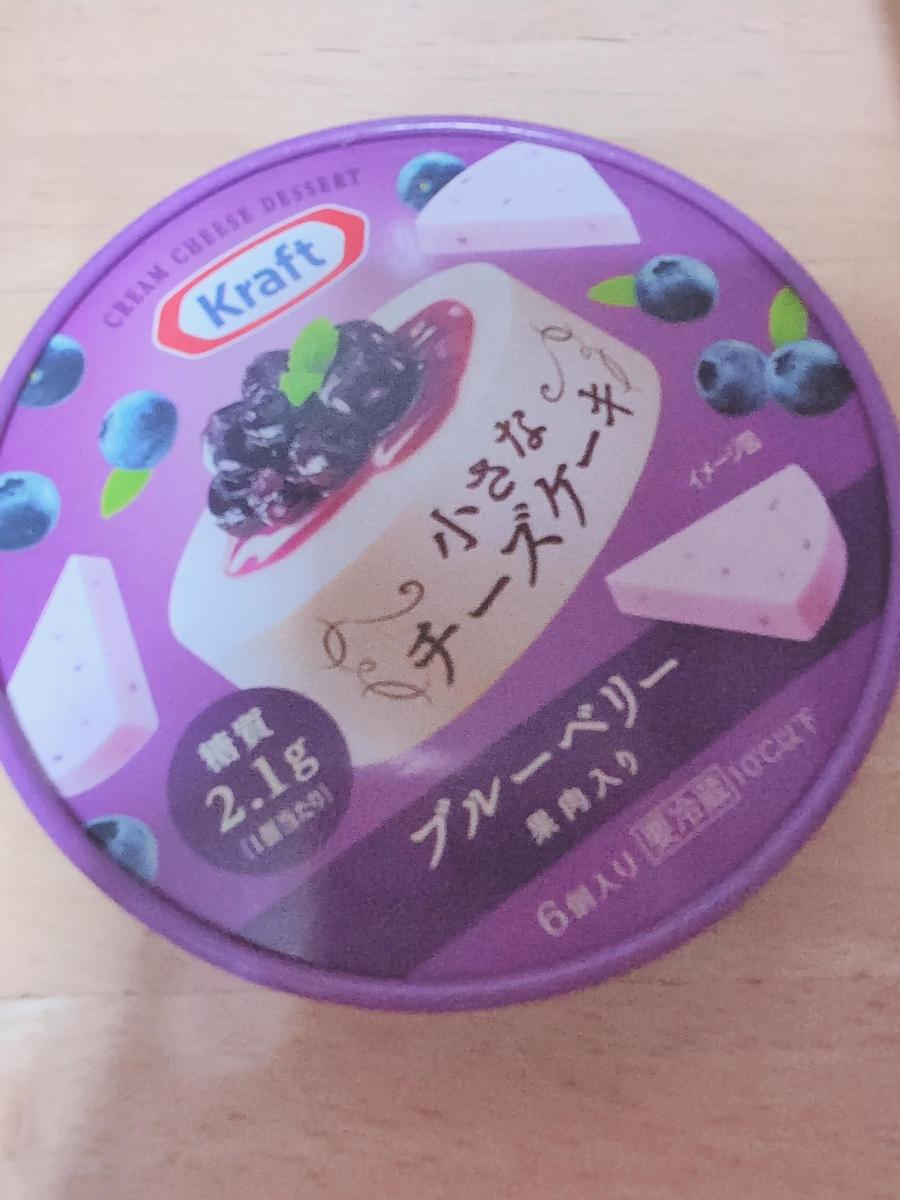 CREAM CHEESE DESSERT
Kraft
小さな
チーズケーキ
イメージ図
ブルーベリー
果肉入り
糖質
2.1g
(1個当たり)
6個入り 要冷蔵 10℃以下